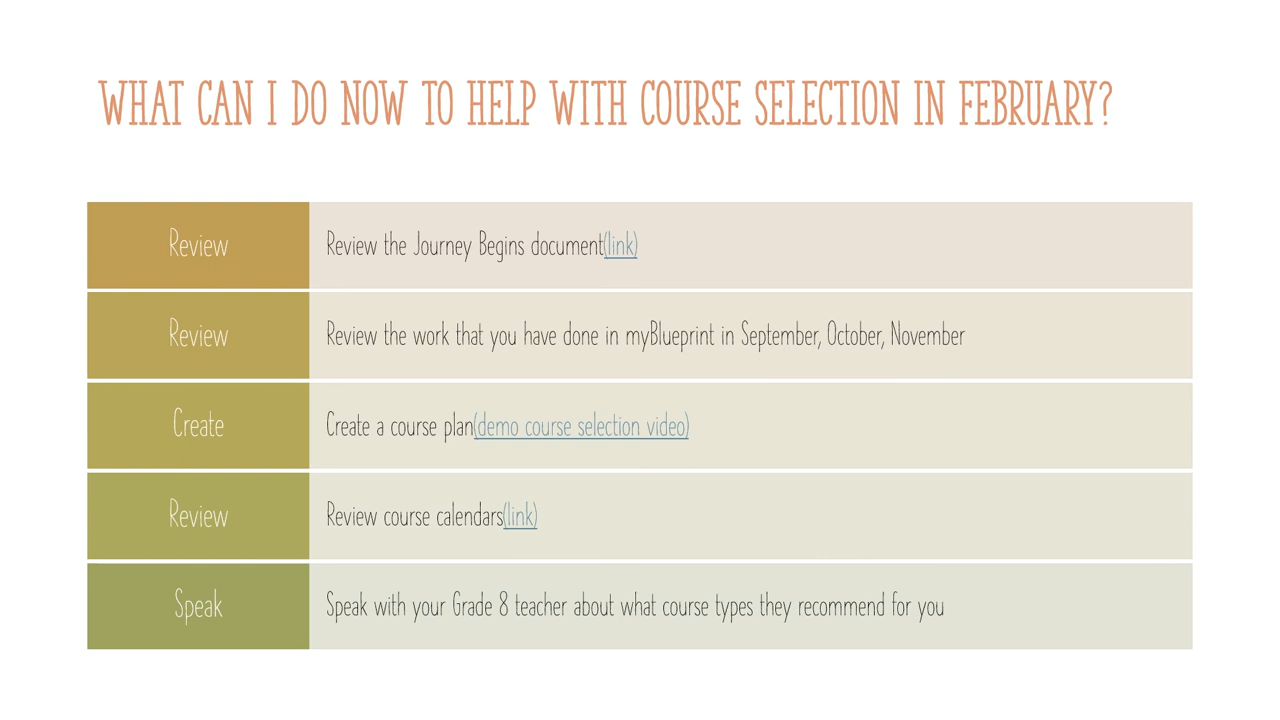 WHAT CAN I DO NOW TO HELP WITH COURSE SELECTION IN FEBRUARY?
Review
Review the Journey Begins document(link)
Review
Review the work that you have done in myBlueprint in September, October, November
Create
Create a course plan(demo course selection video)
Review
Review course calendars(link)
Speak
Speak with your Grade 8 teacher about what course types they recommend for you